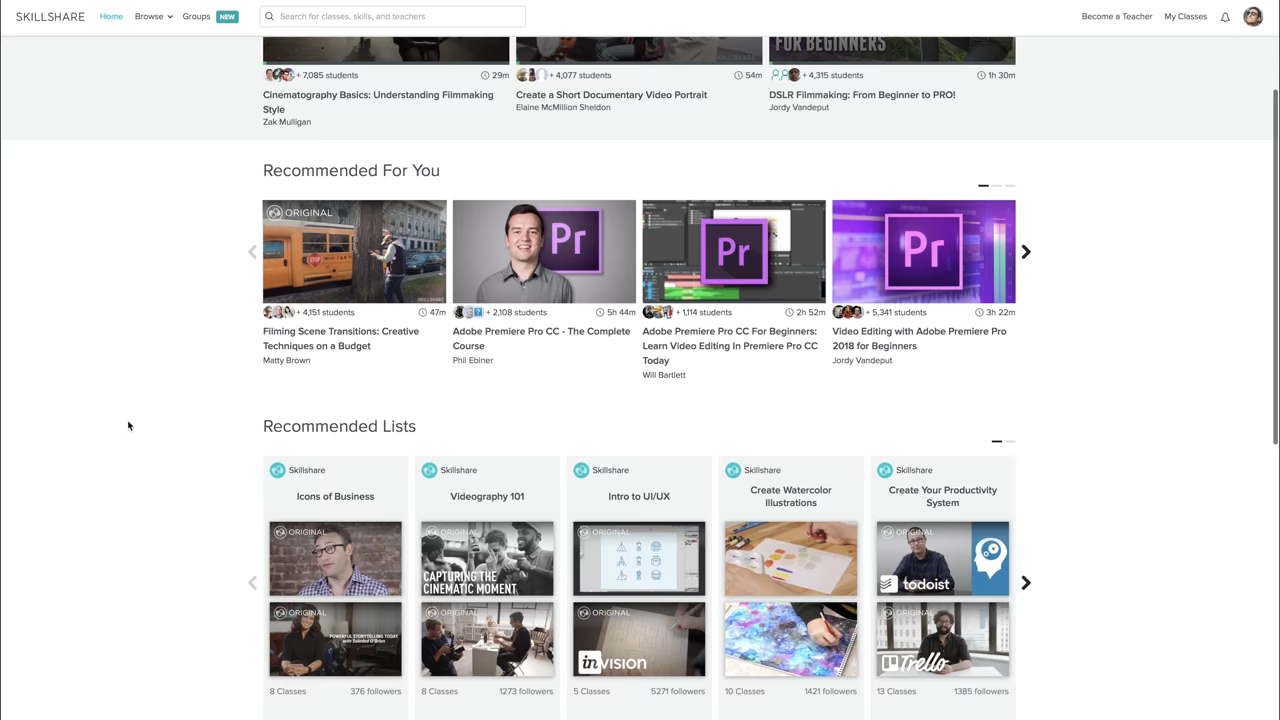 SKILLSHARE Home Browse Groups NEW Search for classes, skills, and teachers Become a Teacher My Classes
FOR BEGINNERS
+ 7,085 students 29m + 4,077 students 54m + 4,315 students 1h 30m
Cinematography Basics: Understanding Filmmaking Style
Zak Mulligan
Create a Short Documentary Video Portrait
Elaine McMillion Sheldon
DSLR Filmmaking: From Beginner to PRO!
Jordy Vandeput
Recommended For You
ORIGINAL
STOP
SKILLSHARE
Pr
Pr
Pr
+ 4,151 students 47m
Filming Scene Transitions: Creative
Techniques on a Budget
Matty Brown
+ 2,108 students 5h 44m
Adobe Premiere Pro CC - The Complete
Course
Phil Ebiner
+ 1,114 students 2h 52m
Adobe Premiere Pro CC For Beginners:
Learn Video Editing In Premiere Pro CC
Today
Will Bartlett
+ 5,341 students 3h 22m
Video Editing with Adobe Premiere Pro
2018 for Beginners
Jordy Vandeput
Recommended Lists
Skillshare
Icons of Business
ORIGINAL
ORIGINAL
POWERFUL STORYTELLING TODAY
with Soledad O'Brien
8 Classes 376 followers
Skillshare
Videography 101
ORIGINAL
CAPTURING THE
CINEMATIC MOMENT
ORIGINAL
8 Classes 1273 followers
Skillshare
Intro to UI/UX
ORIGINAL
ORIGINAL
inVISION
5 Classes 5271 followers
Skillshare
Create Watercolor
Illustrations
10 Classes 1421 followers
Skillshare
Create Your Productivity
System
ORIGINAL
todoist
ORIGINAL
Trello
13 Classes 1385 followers